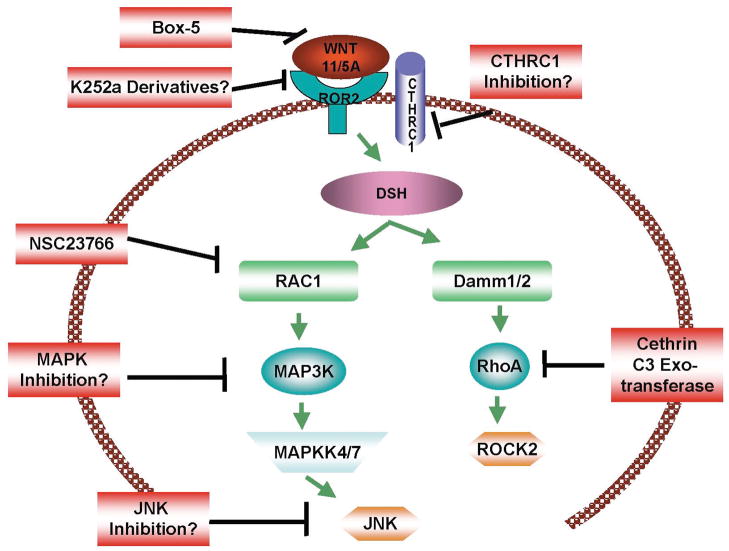 Box-5
WNT
11/5A
K252a Derivatives?
ROR2
CTHRC1
CTHRC1
Inhibition?
DSH
NSC23766
RAC1
Damm1/2
MAPK
Inhibition?
MAP3K
RhoA
Cethrin
C3 Exo-
transferase
MAPKK4/7
ROCK2
JNK
Inhibition?
JNK